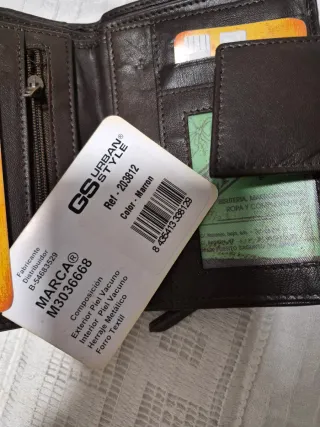 GS URBAN®
STYLE
Ref - 203812
Color - Marron
8 435413 338129
Fabricante
Distribuidor
B-54683529
MARCA®
M3036668
Composición
Exterior Piel Vacuno
Interior Piel Vacuno
Herraje Metálico
Forro Textil